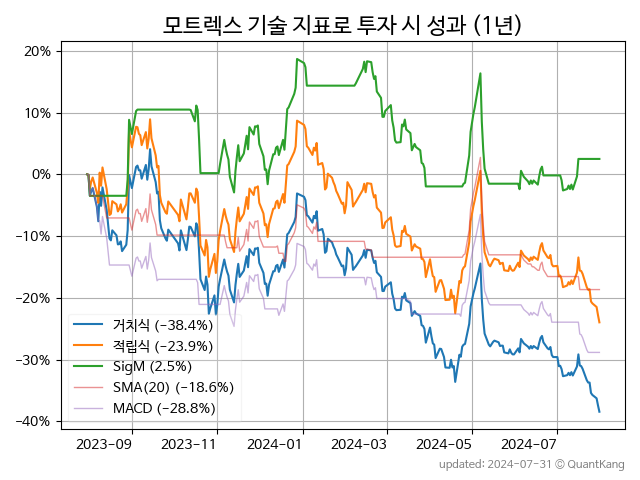 모트렉스 기술 지표로 투자 시 성과 (1년)
20%
10%
0%
−10%
−20%
−30%
−40%
거치식 (−38.4%)
적립식 (−23.9%)
SigM (2.5%)
SMA(20) (−18.6%)
MACD (−28.8%)
2023-09
2023-11
2024-01
2024-03
2024-05
2024-07
updated: 2024-07-31 © QuantKang